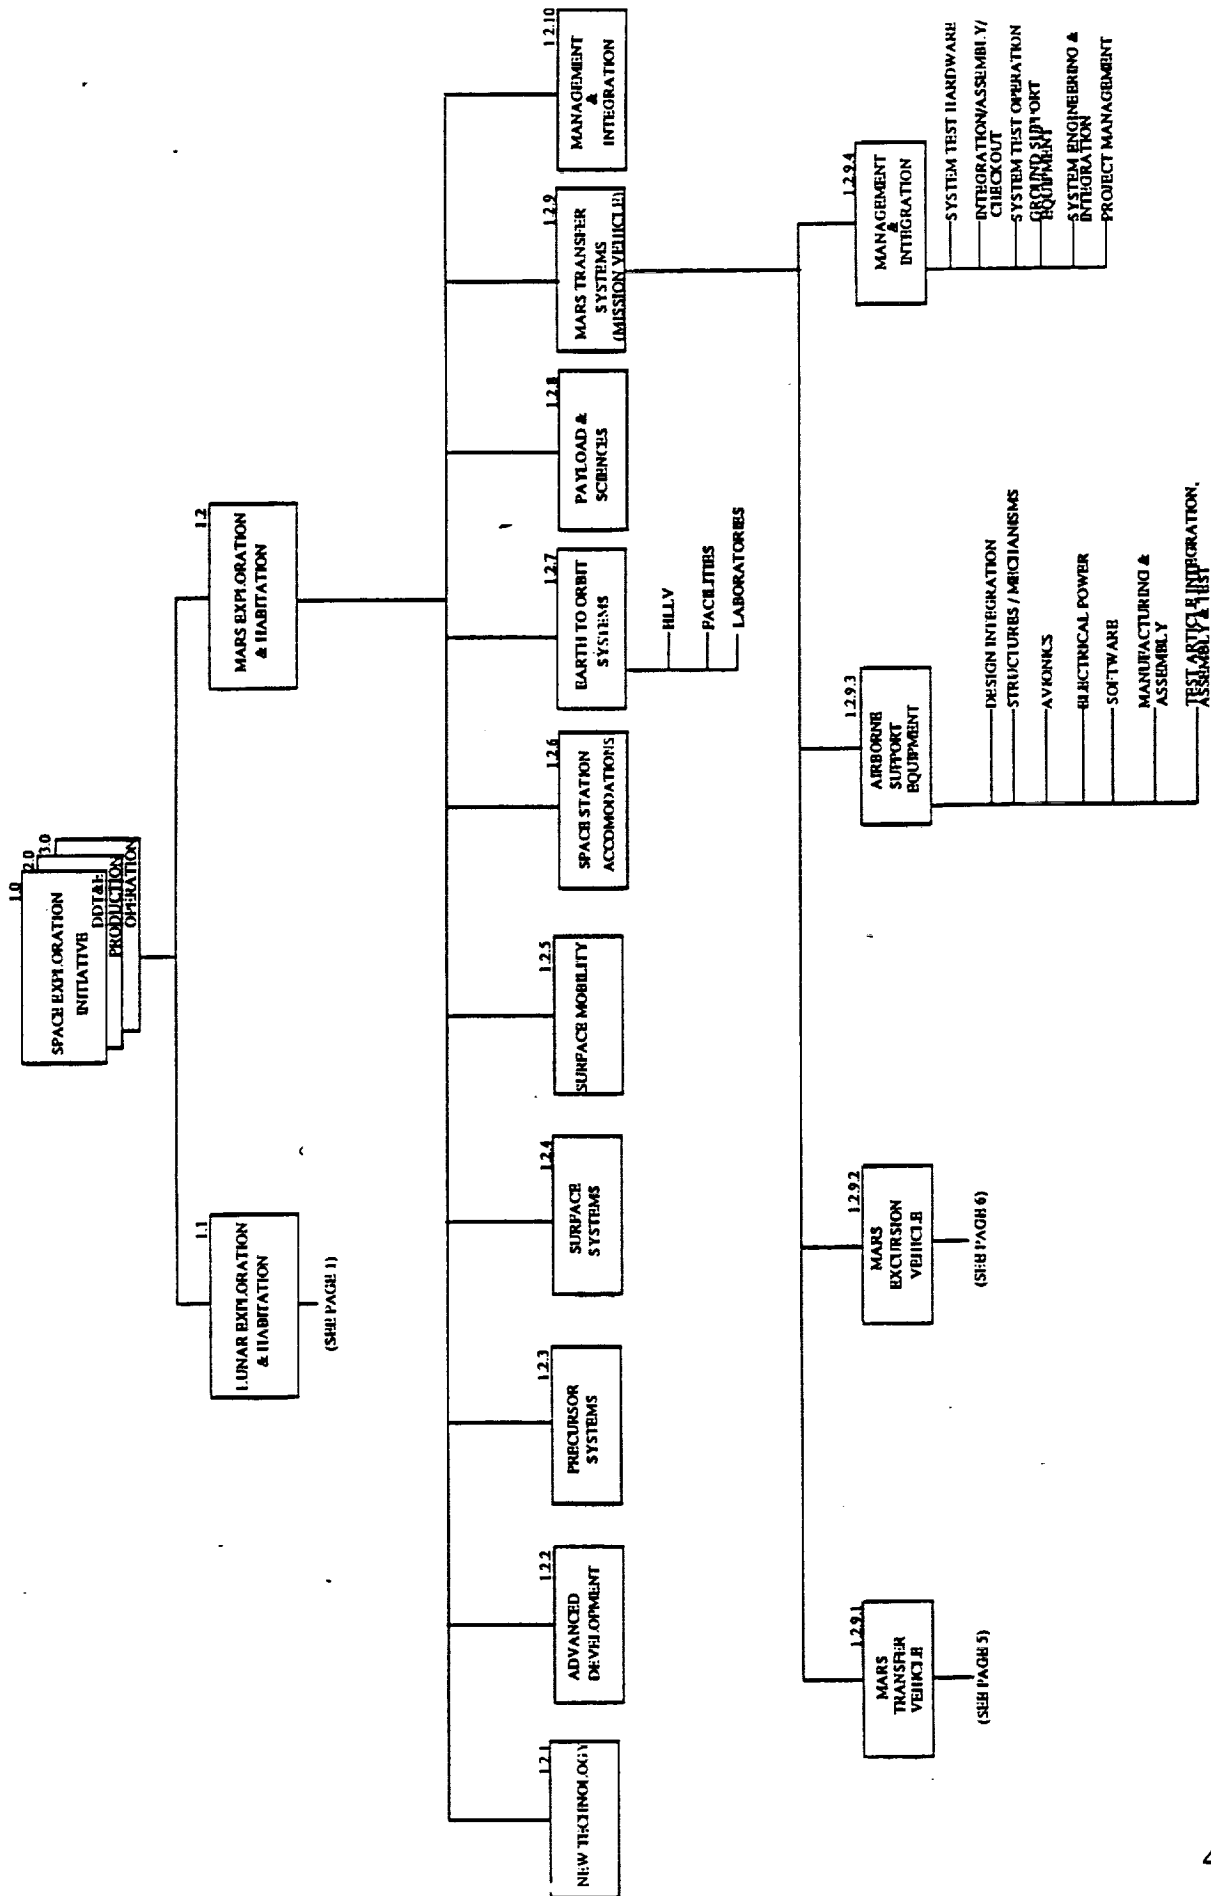 1.0
SPACE EXPLORATION
INITIATIVE
DDT&E
2.0
PRODUCTION
3.0
OPERATION
1.1
LUNAR EXPLORATION
& HABITATION
(SEE PAGE 1)
1.2
MARS EXPLORATION
& HABITATION
1.2.1
NEW TECHNOLOGY
1.2.2
ADVANCED
DEVELOPMENT
1.2.3
PRECURSOR
SYSTEMS
1.2.4
SURFACE
SYSTEMS
1.2.5
SURFACE MOBILITY
1.2.6
SPACE STATION
ACCOMODATIONS
1.2.7
EARTH TO ORBIT
SYSTEMS
HLLV
FACILITIES
LABORATORIES
1.2.8
PAYLOAD &
SCIENCES
1.2.9
MARS TRANSFER
SYSTEMS
(MISSION VEHICLE)
1.2.10
MANAGEMENT
&
INTEGRATION
1.2.9.1
MARS
TRANSFER
VEHICLE
(SEE PAGE 5)
1.2.9.2
MARS
EXCURSION
VEHICLE
(SEE PAGE 6)
1.2.9.3
AIRBORNE
SUPPORT
EQUIPMENT
DESIGN INTEGRATION
STRUCTURES / MECHANISMS
AVIONICS
ELECTRICAL POWER
SOFTWARE
MANUFACTURING &
ASSEMBLY
TEST ARTICLE INTEGRATION,
ASSEMBLY & TEST
1.2.9.4
MANAGEMENT
&
INTEGRATION
SYSTEM TEST HARDWARE
INTEGRATION/ASSEMBLY/
CHECKOUT
SYSTEM TEST OPERATION
GROUND SUPPORT
EQUIPMENT
SYSTEM ENGINEERING &
INTEGRATION
PROJECT MANAGEMENT
4